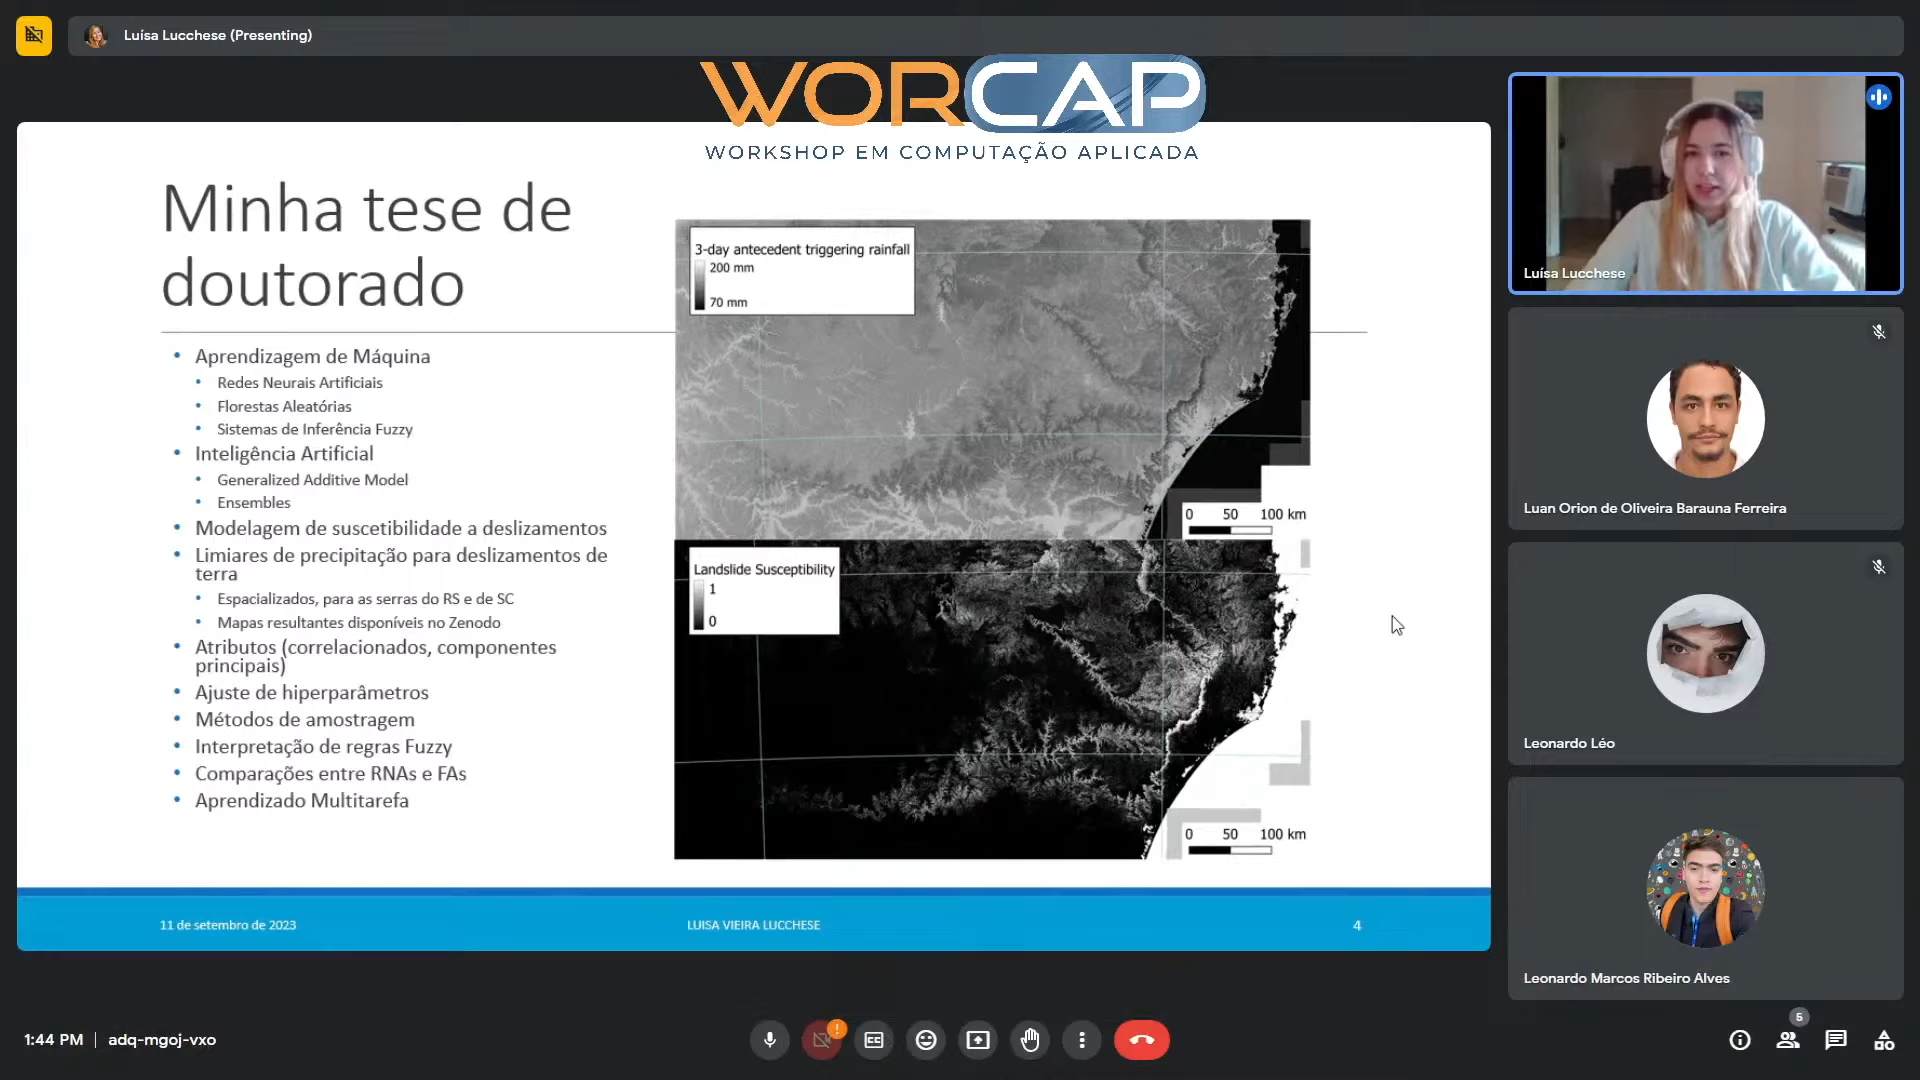 Luísa Lucchese (Presenting)
WORCAP
WORKSHOP EM COMPUTAÇÃO APLICADA
Minha tese de
doutorado
• Aprendizagem de Máquina
• Redes Neurais Artificiais
• Florestas Aleatórias
• Sistemas de Inferência Fuzzy
• Inteligência Artificial
• Generalized Additive Model
• Ensembles
• Modelagem de suscetibilidade a deslizamentos
• Limiares de precipitação para deslizamentos de
terra
• Espacializados, para as serras do RS e de SC
• Mapas resultantes disponíveis no Zenodo
• Atributos (correlacionados, componentes
principais)
• Ajuste de hiperparâmetros
• Métodos de amostragem
• Interpretação de regras Fuzzy
• Comparações entre RNAs e FAs
• Aprendizado Multitarefa
3-day antecedent triggering rainfall
200 mm
70 mm
0 50 100 km
Landslide Susceptibility
1
0
0 50 100 km
11 de setembro de 2023
LUISA VIEIRA LUCCHESE
4
Luísa Lucchese
Luan Orion de Oliveira Barauna Ferreira
Leonardo Léo
Leonardo Marcos Ribeiro Alves
1:44 PM | adq-mgoj-vxo
!
CC
5